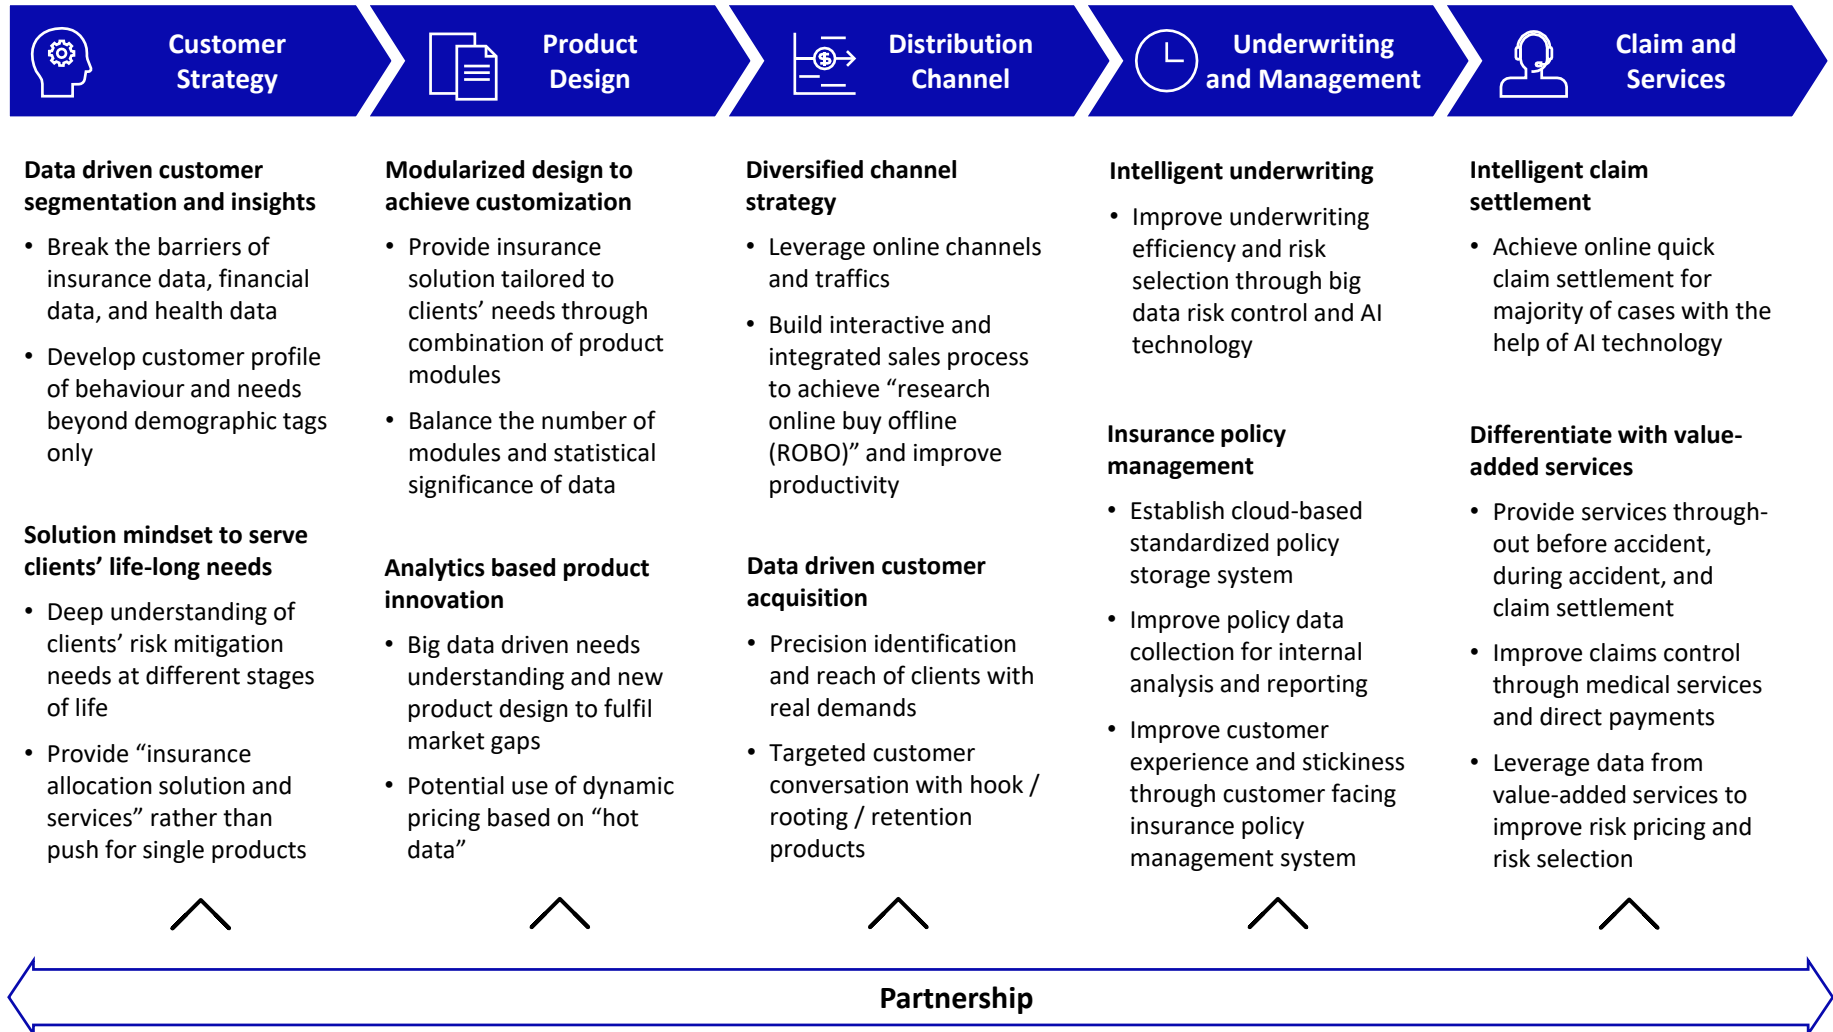 Customer
Strategy
Product
Design
Distribution
Channel
Underwriting
and Management
Claim and
Services
Data driven customer
segmentation and insights
• Break the barriers of
insurance data, financial
data, and health data
• Develop customer profile
of behaviour and needs
beyond demographic tags
only
Solution mindset to serve
clients’ life-long needs
• Deep understanding of
clients’ risk mitigation
needs at different stages
of life
• Provide “insurance
allocation solution and
services” rather than
push for single products
Modularized design to
achieve customization
• Provide insurance
solution tailored to
clients’ needs through
combination of product
modules
• Balance the number of
modules and statistical
significance of data
Analytics based product
innovation
• Big data driven needs
understanding and new
product design to fulfil
market gaps
• Potential use of dynamic
pricing based on “hot
data”
Diversified channel
strategy
• Leverage online channels
and traffics
• Build interactive and
integrated sales process
to achieve “research
online buy offline
(ROBO)” and improve
productivity
Data driven customer
acquisition
• Precision identification
and reach of clients with
real demands
• Targeted customer
conversation with hook /
rooting / retention
products
Intelligent underwriting
• Improve underwriting
efficiency and risk
selection through big
data risk control and AI
technology
Insurance policy
management
• Establish cloud-based
standardized policy
storage system
• Improve policy data
collection for internal
analysis and reporting
• Improve customer
experience and stickiness
through customer facing
insurance policy
management system
Intelligent claim
settlement
• Achieve online quick
claim settlement for
majority of cases with the
help of AI technology
Differentiate with value-
added services
• Provide services through-
out before accident,
during accident, and
claim settlement
• Improve claims control
through medical services
and direct payments
• Leverage data from
value-added services to
improve risk pricing and
risk selection
Partnership